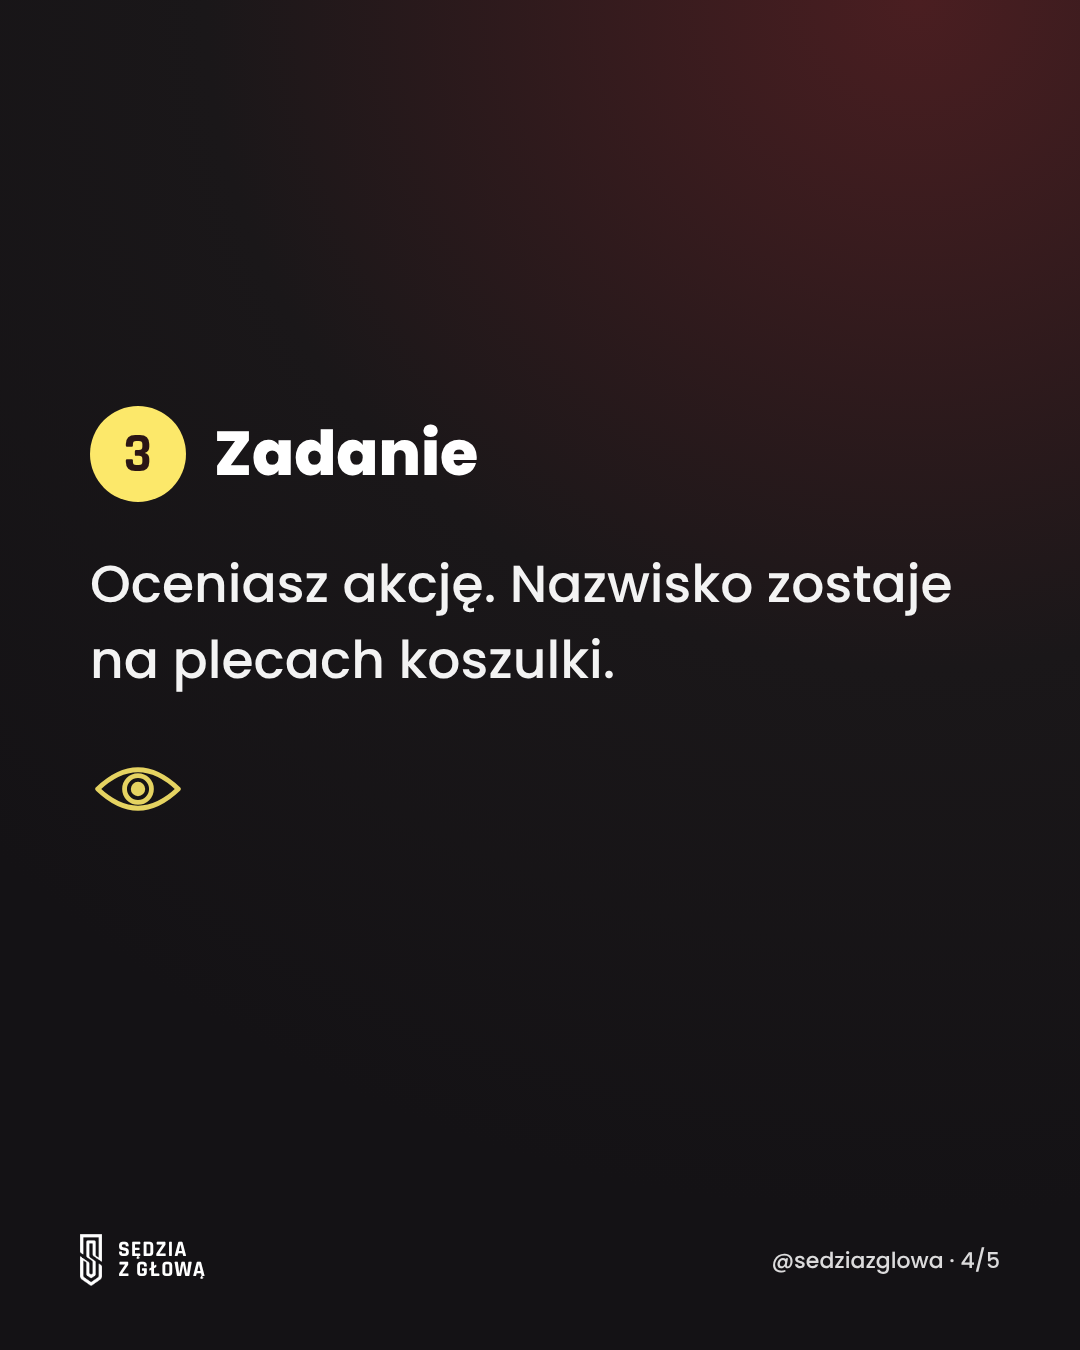 3 Zadanie
Oceniasz akcję. Nazwisko zostaje
na plecach koszulki.
SĘDZIA
Z GŁOWĄ
@sedziazglowa · 4/5